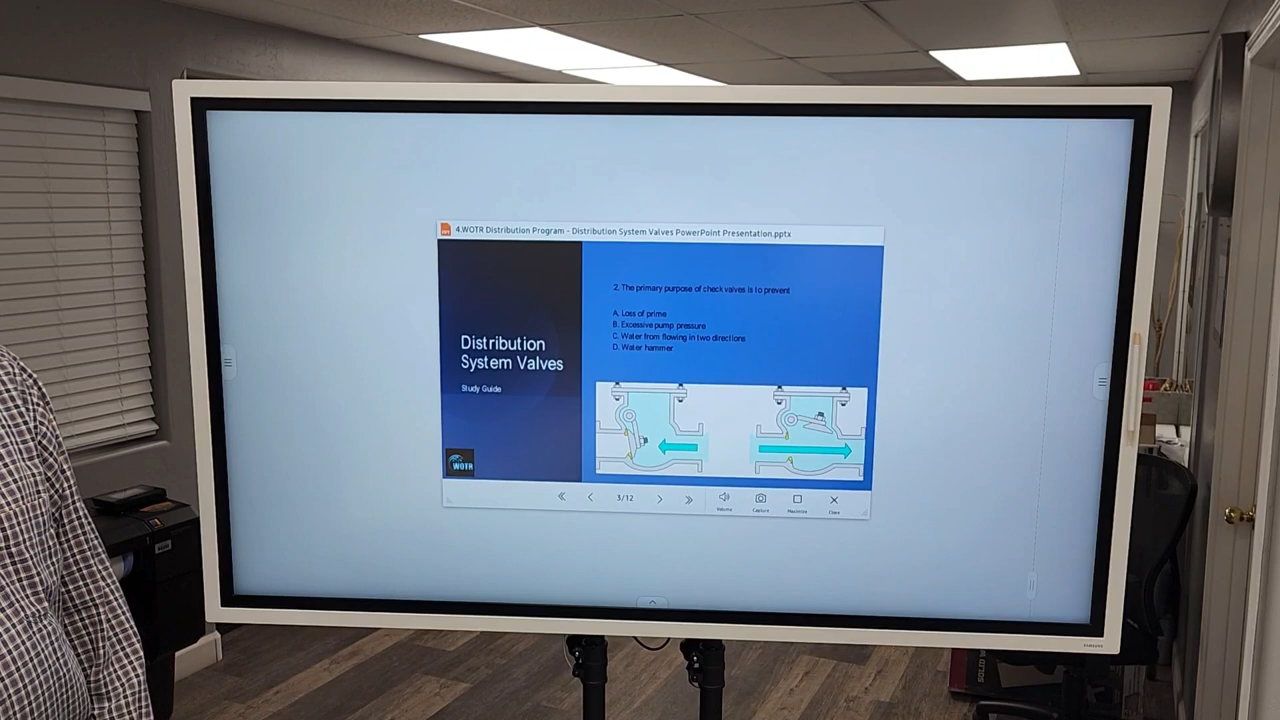 4.WOTR Distribution Program - Distribution System Valves PowerPoint Presentation.pptx
Distribution
System Valves
Study Guide
WOTR
2. The primary purpose of check valves is to prevent
A. Loss of prime
B. Excessive pump pressure
C. Water from flowing in two directions
D. Water hammer
3/12
Volume
Capture
Maximize
Close
SAMSUNG
SOLID W